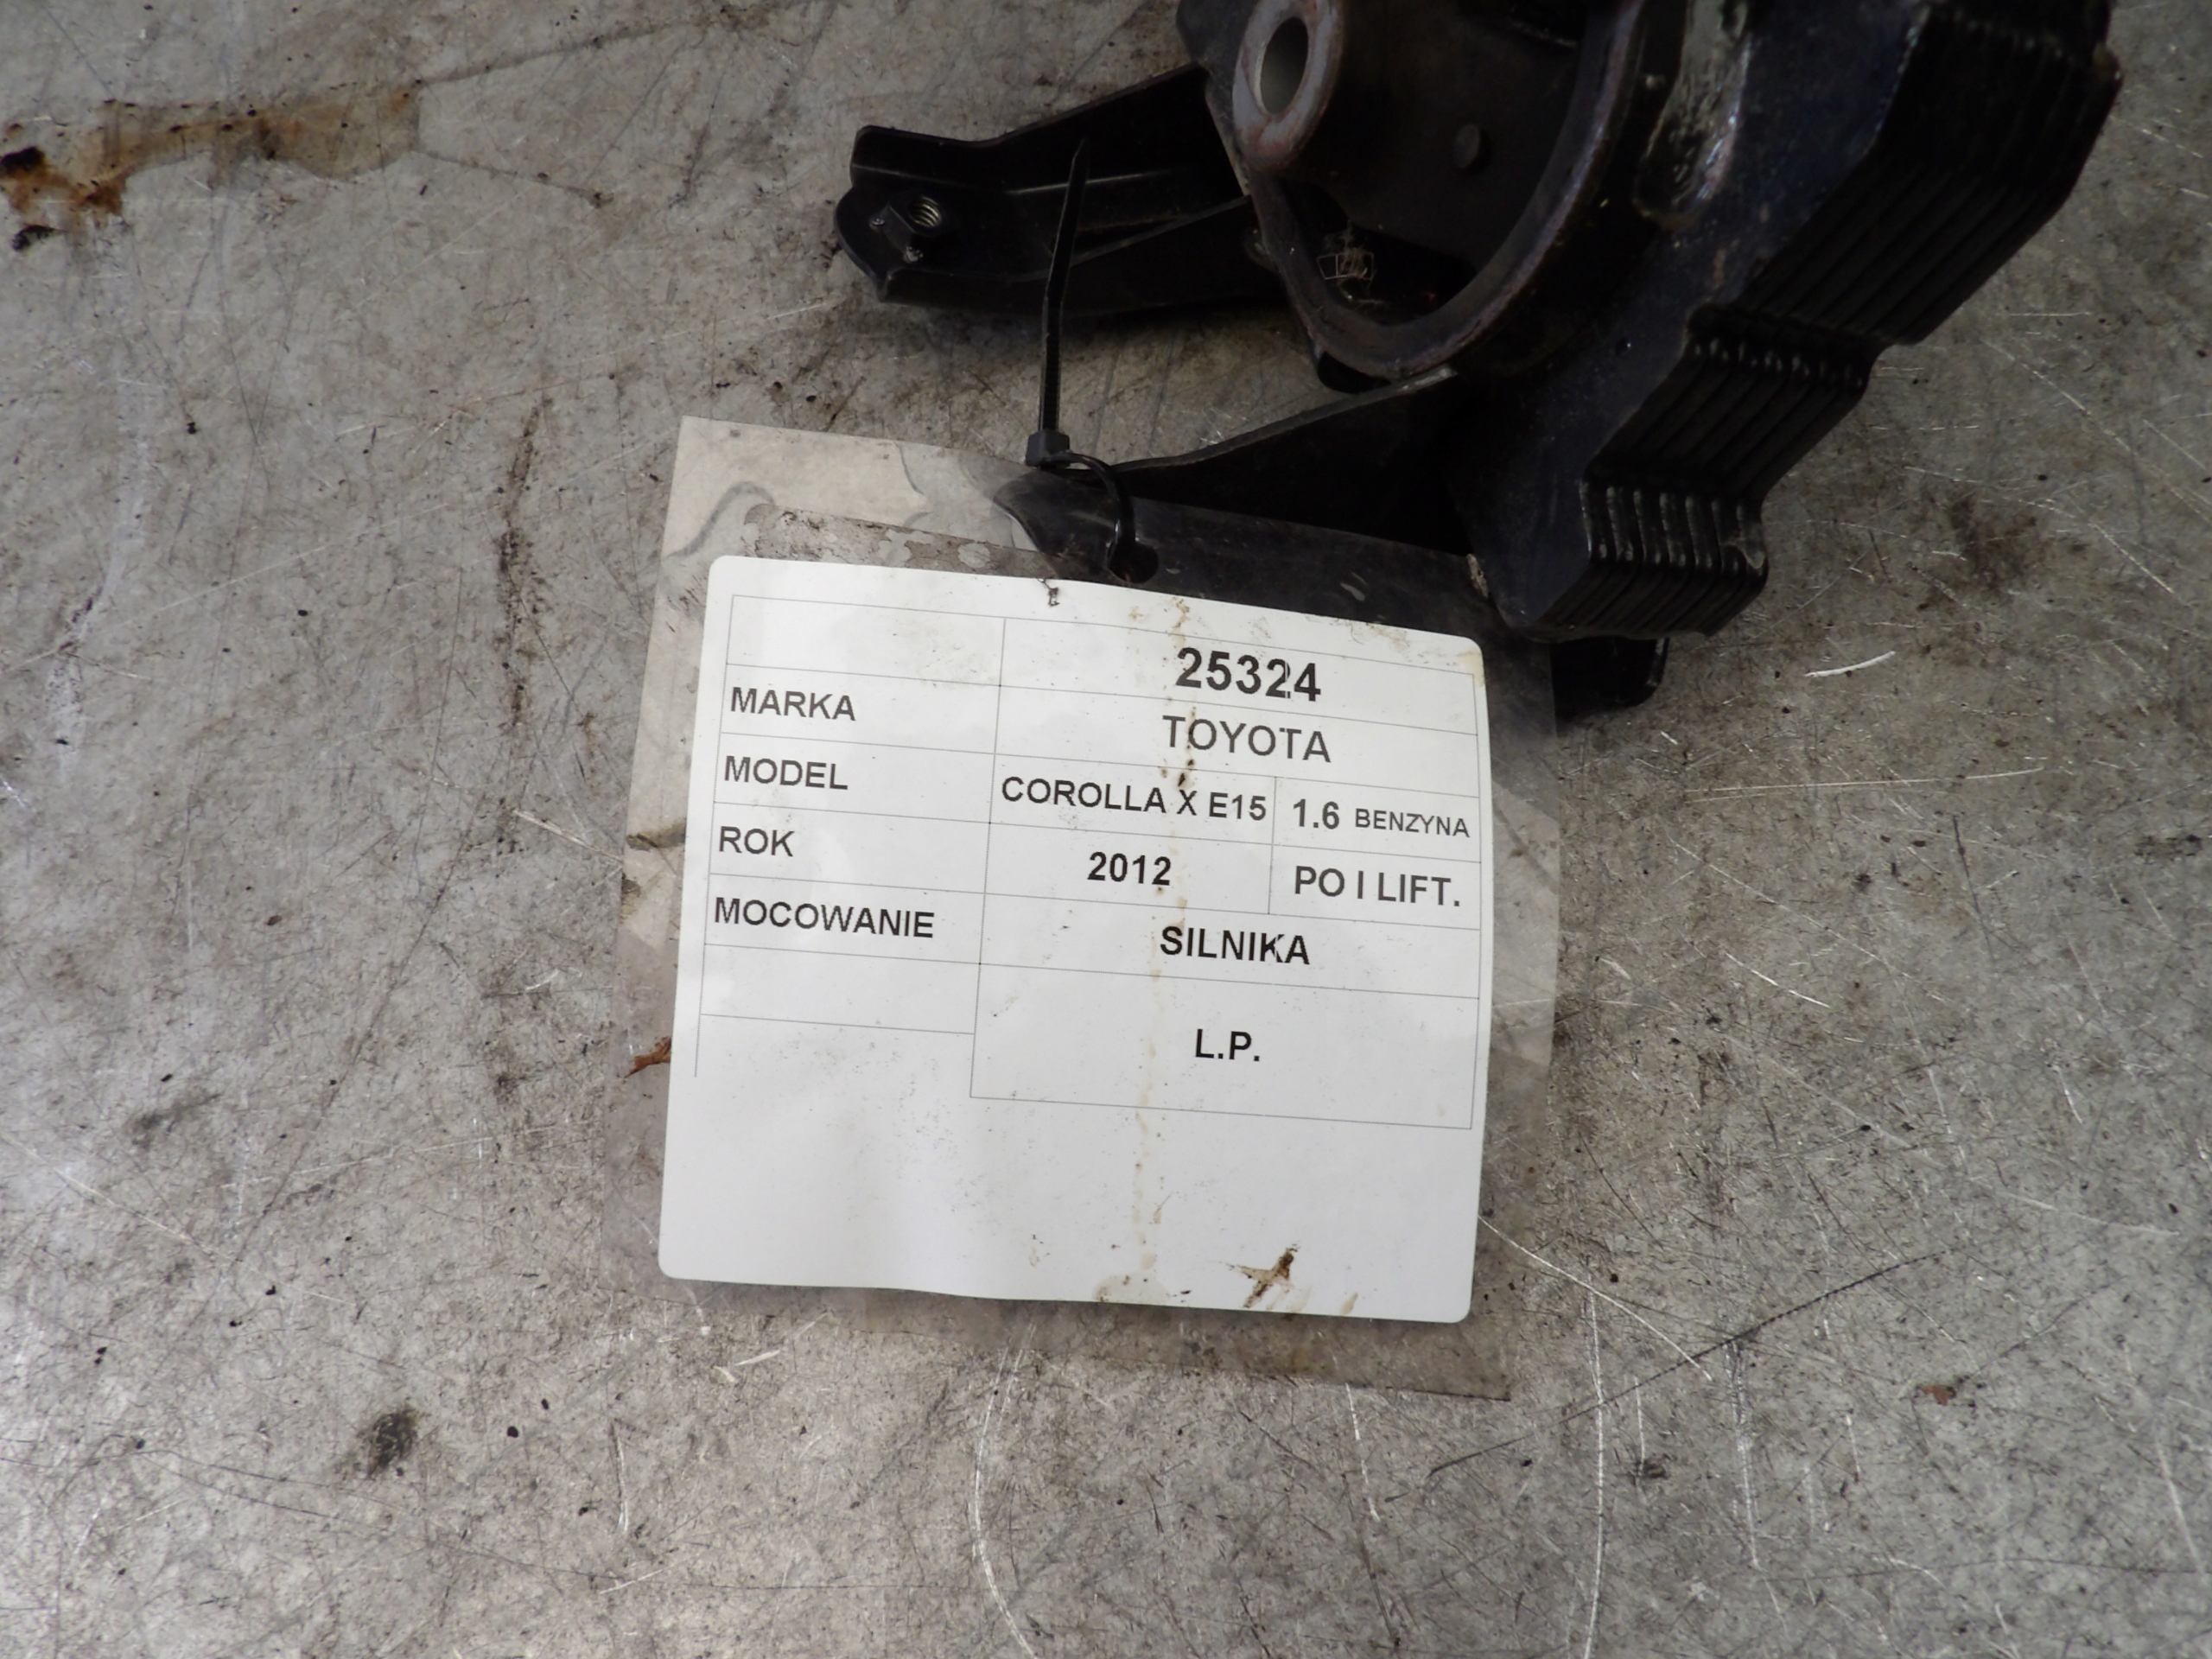 25324
MARKA TOYOTA
MODEL COROLLA X E15 1.6 BENZYNA
ROK 2012 PO I LIFT.
MOCOWANIE SILNIKA
L.P.